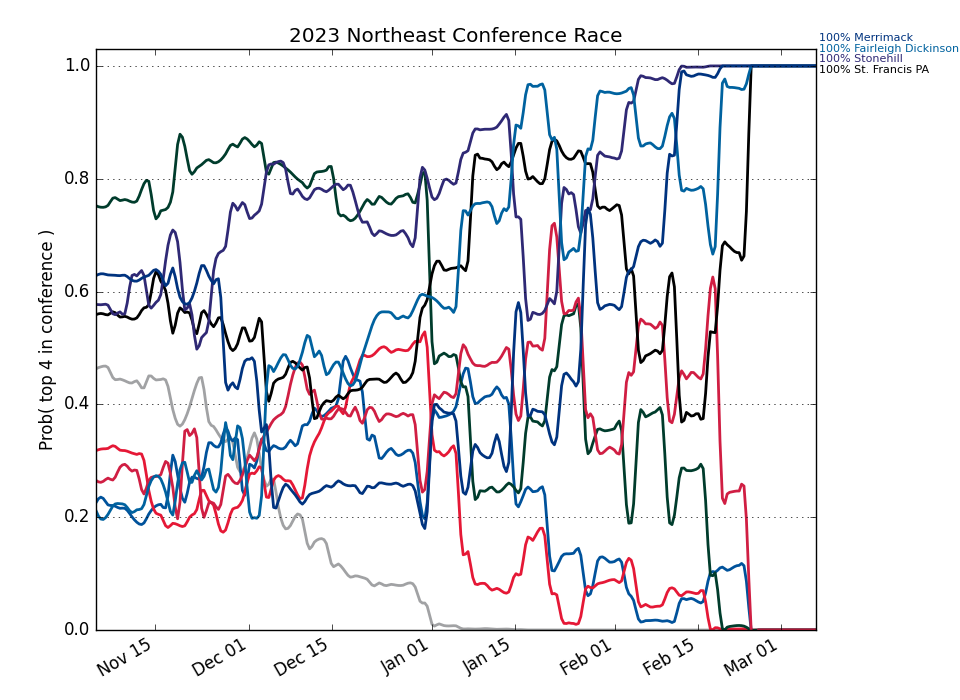 2023 Northeast Conference Race
100% Merrimack
100% Fairleigh Dickinson
100% Stonehill
100% St. Francis PA
Prob( top 4 in conference )
1.0
0.8
0.6
0.4
0.2
0.0
Nov 15
Dec 01
Dec 15
Jan 01
Jan 15
Feb 01
Feb 15
Mar 01